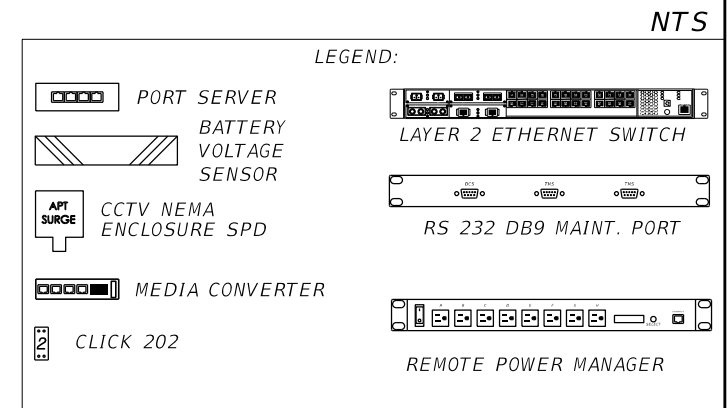 NTS
LEGEND:
PORT SERVER
BATTERY
VOLTAGE
SENSOR
APT
SURGE
CCTV NEMA
ENCLOSURE SPD
MEDIA CONVERTER
2
CLICK 202
LAYER 2 ETHERNET SWITCH
DCS TMS TMS
RS 232 DB9 MAINT. PORT
A B C D E F G H
SELECT
REMOTE POWER MANAGER